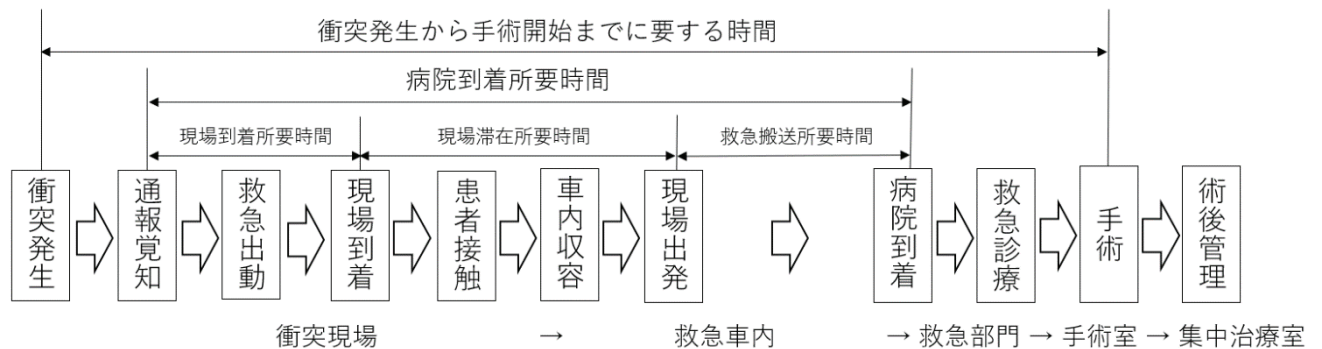 衝突発生から手術開始までに要する時間
病院到着所要時間
現場到着所要時間 現場滞在所要時間 救急搬送所要時間
衝突発生
通報覚知
救急出動
現場到着
患者接触
車内収容
現場出発
病院到着
救急診療
手術
術後管理
衝突現場 → 救急車内 → 救急部門 → 手術室 → 集中治療室